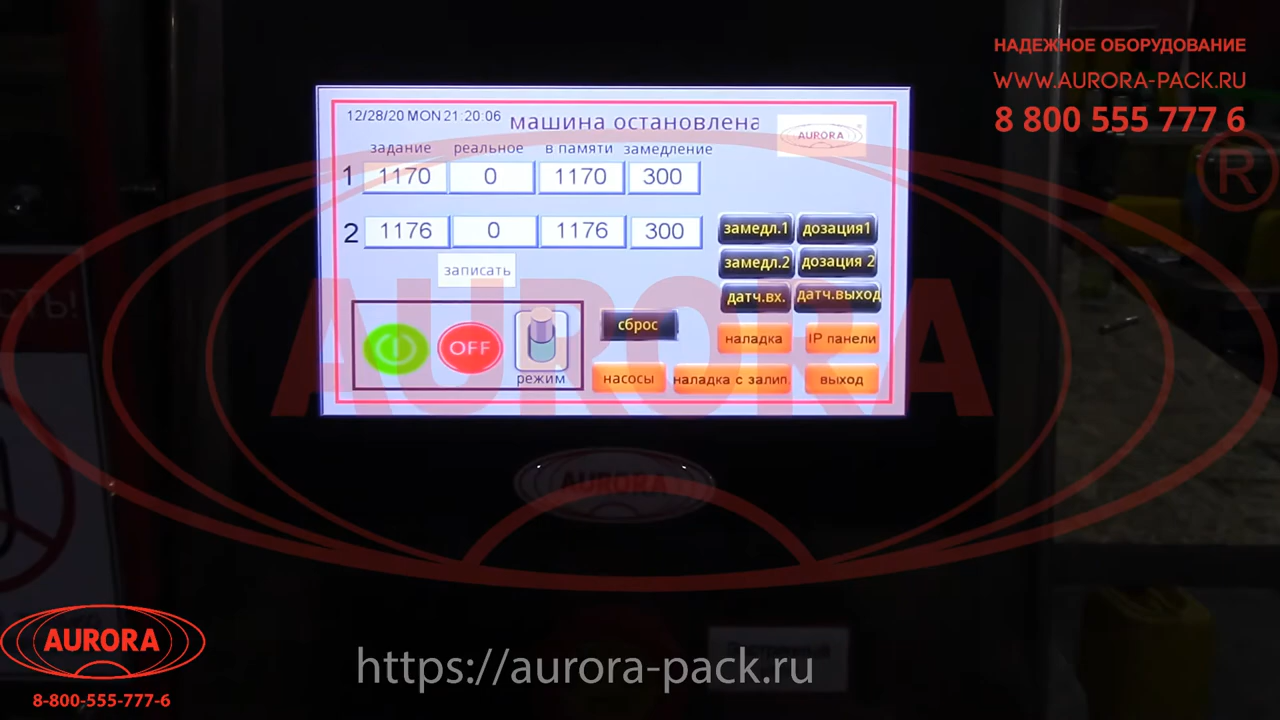 НАДЕЖНОЕ ОБОРУДОВАНИЕ
WWW.AURORA-PACK.RU
8 800 555 777 6
12/28/20 MON 21:20:06 машина остановлена
AURORA
задание реальное в памяти замедление
1 1170 0 1170 300
2 1176 0 1176 300
записать
замедл.1 дозация1
замедл.2 дозация 2
датч.вх. датч.выход
сброс
наладка IP панели
OFF
режим
насосы наладка с залип. выход
AURORA
R
AURORA
AURORA
8-800-555-777-6
https://aurora-pack.ru